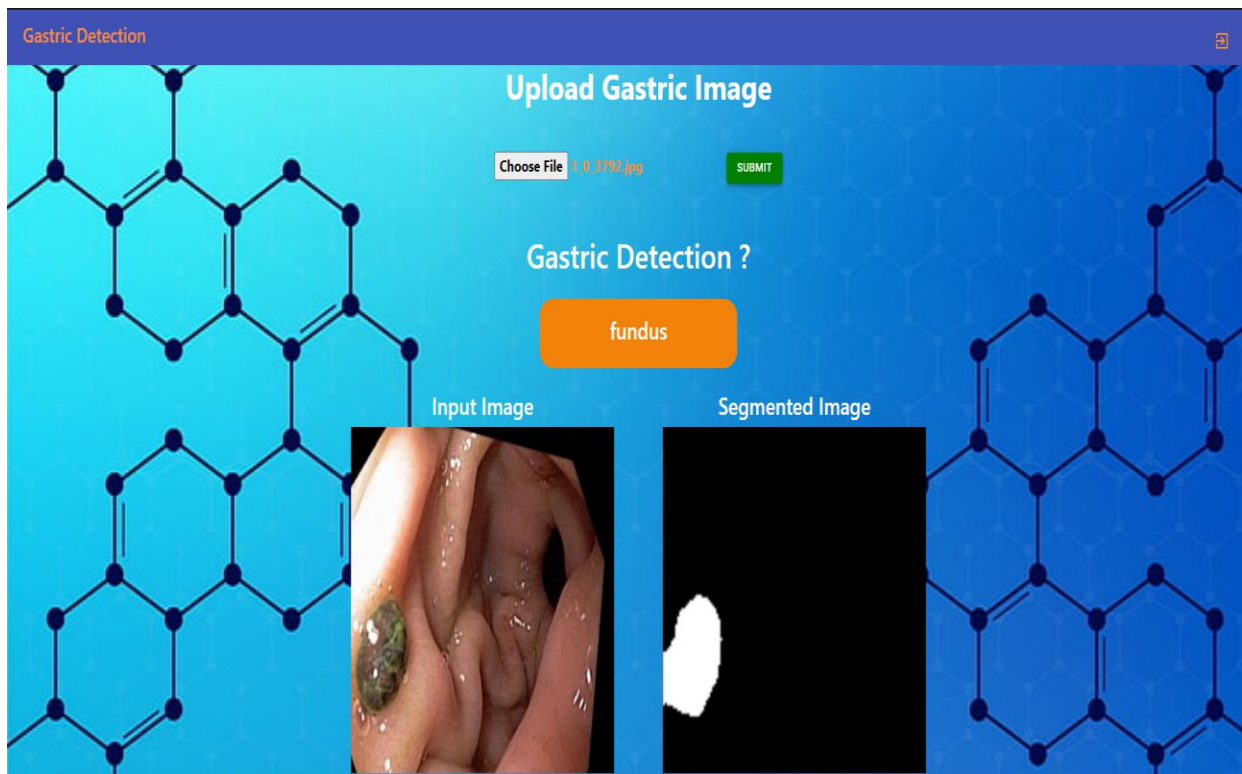 Gastric Detection
Upload Gastric Image
Choose File 1_0_3792.jpg SUBMIT
Gastric Detection ?
fundus
Input Image Segmented Image